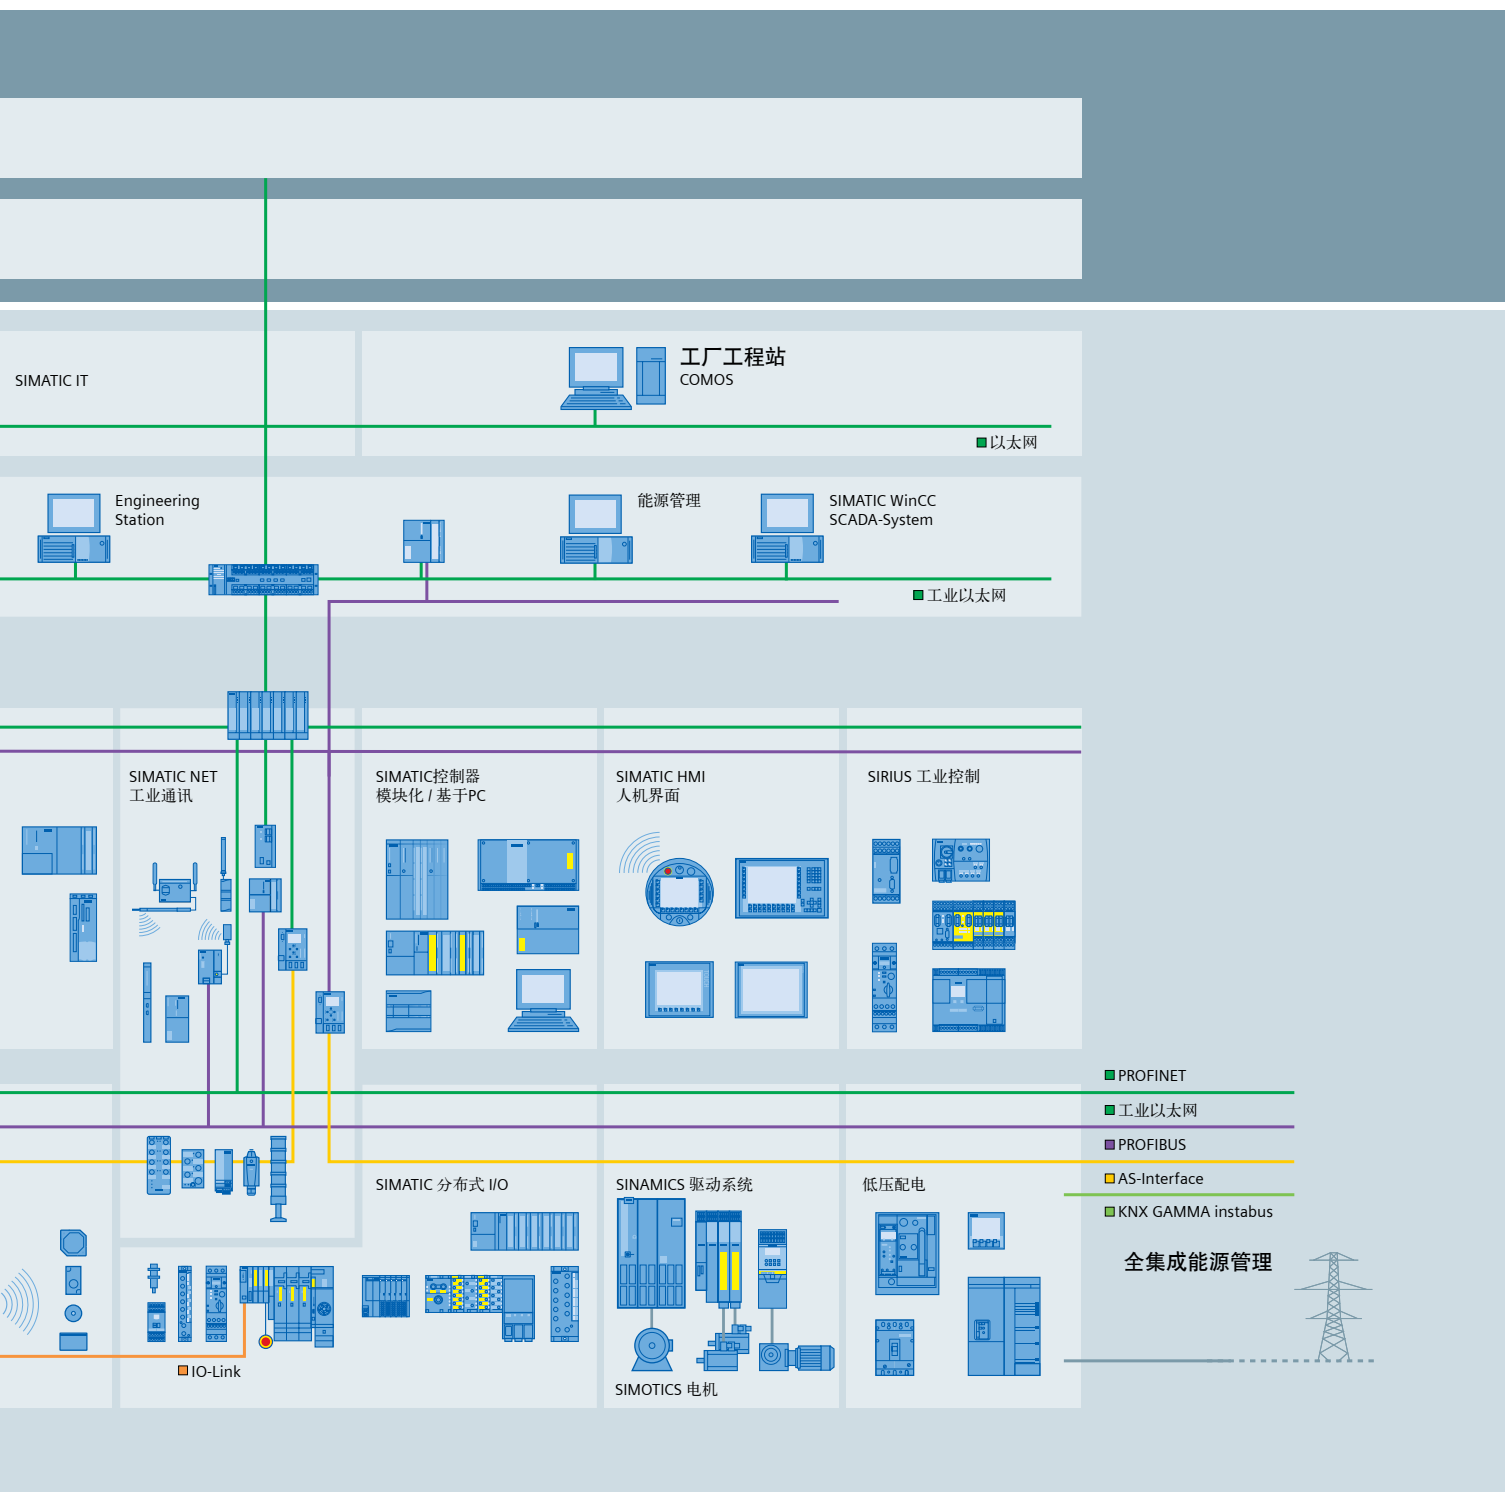 工厂工程站
SIMATIC IT
COMOS
以太网
Engineering
Station
能源管理
SIMATIC WinCC
SCADA-System
工业以太网
SIMATIC NET
工业通讯
SIMATIC控制器
模块化 / 基于PC
SIMATIC HMI
人机界面
SIRIUS 工业控制
PROFINET
工业以太网
PROFIBUS
AS-Interface
KNX GAMMA instabus
SIMATIC 分布式 I/O
SINAMICS 驱动系统
低压配电
全集成能源管理
IO-Link
SIMOTICS 电机